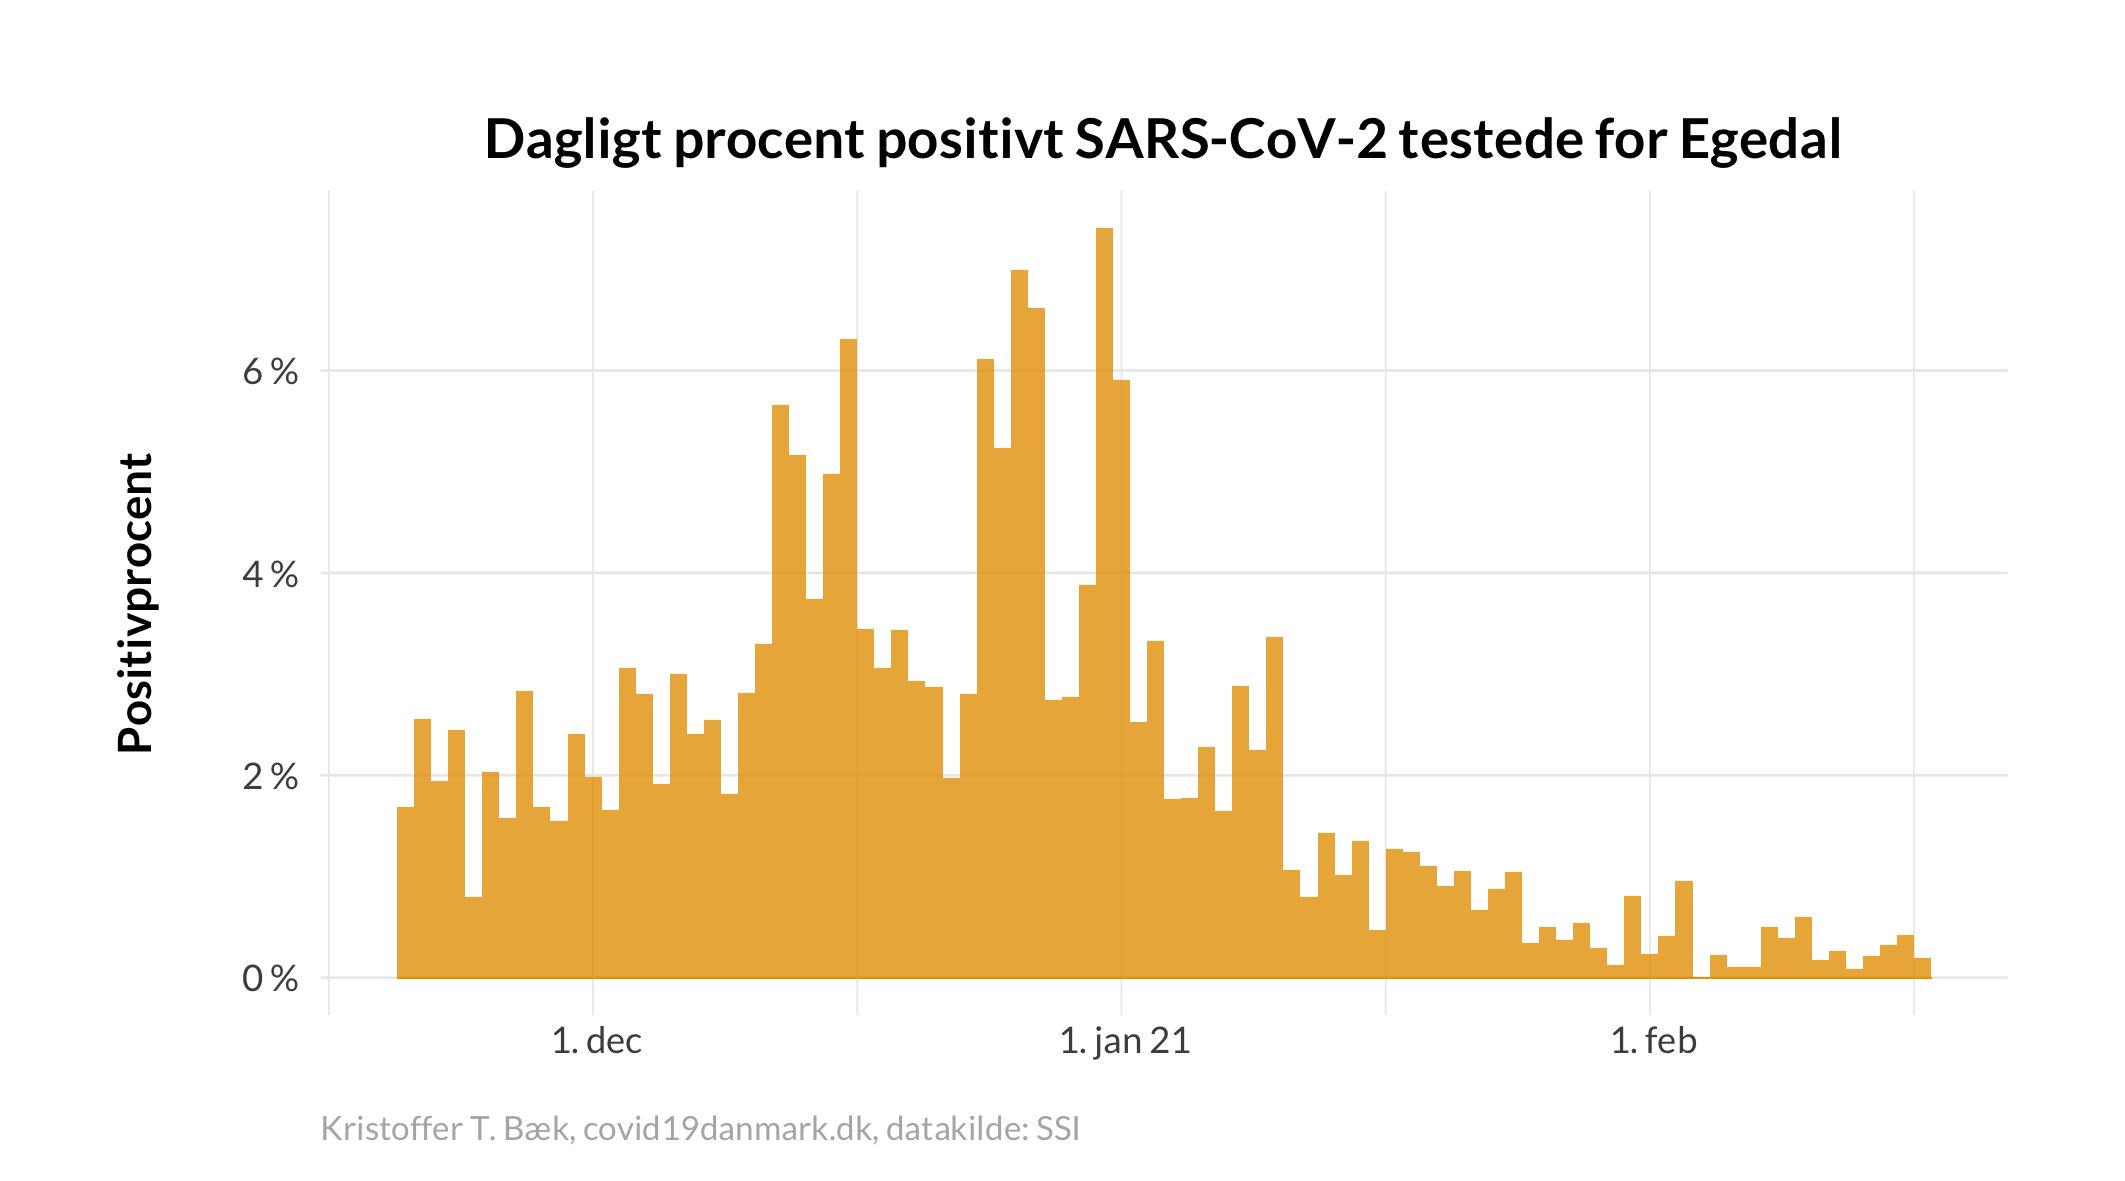 Dagligt procent positivt SARS-CoV-2 testede for Egedal
Positivprocent
6 %
4 %
2 %
0 %
1. dec
1. jan 21
1. feb
Kristoffer T. Bæk, covid19danmark.dk, datakilde: SSI